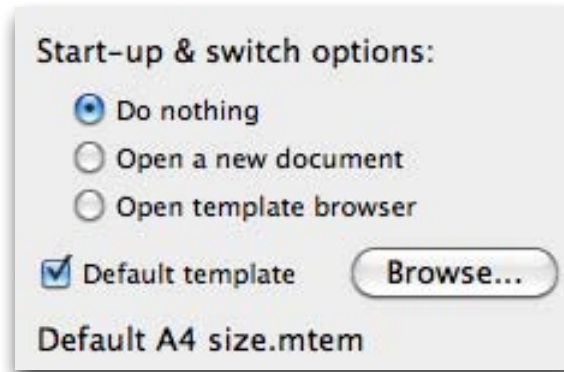 Start-up & switch options:
Do nothing
Open a new document
Open template browser
Default template Browse...
Default A4 size.mtem